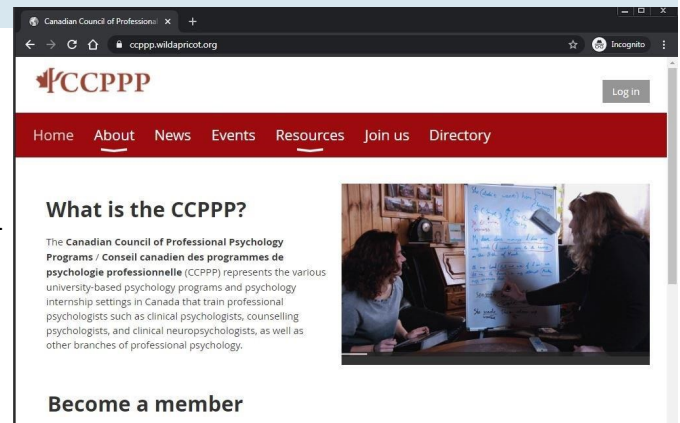 Canadian Council of Professional
ccppp.wildapricot.org
Incognito
CCPPP
Log in
Home About News Events Resources Join us Directory
What is the CCPPP?
The Canadian Council of Professional Psychology
Programs / Conseil canadien des programmes de
psychologie professionnelle (CCPPP) represents the various
university-based psychology programs and psychology
internship settings in Canada that train professional
psychologists such as clinical psychologists, counselling
psychologists, and clinical neuropsychologists, as well as
other branches of professional psychology.
Become a member